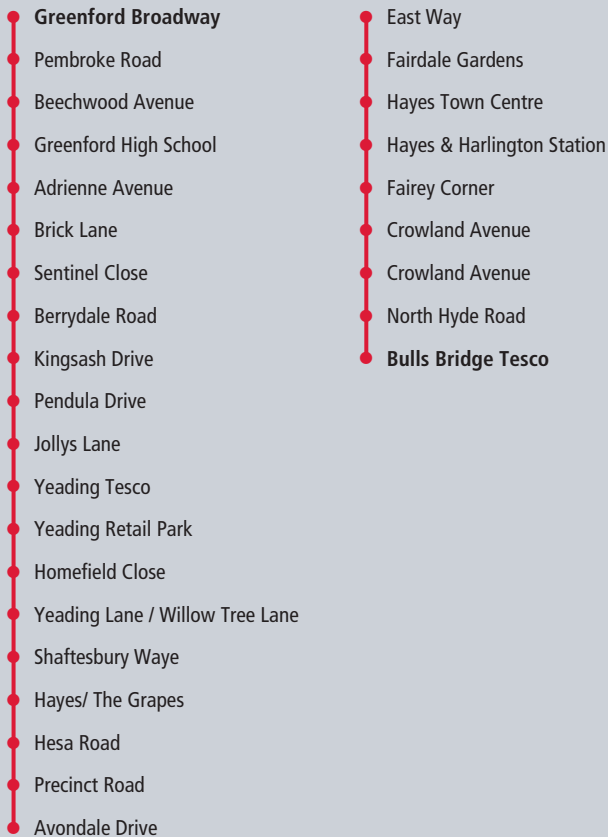 Greenford Broadway
Pembroke Road
Beechwood Avenue
Greenford High School
Adrienne Avenue
Brick Lane
Sentinel Close
Berrydale Road
Kingsash Drive
Pendula Drive
Jollys Lane
Yeading Tesco
Yeading Retail Park
Homefield Close
Yeading Lane / Willow Tree Lane
Shaftesbury Waye
Hayes/ The Grapes
Hesa Road
Precinct Road
Avondale Drive
East Way
Fairdale Gardens
Hayes Town Centre
Hayes & Harlington Station
Fairey Corner
Crowland Avenue
Crowland Avenue
North Hyde Road
Bulls Bridge Tesco